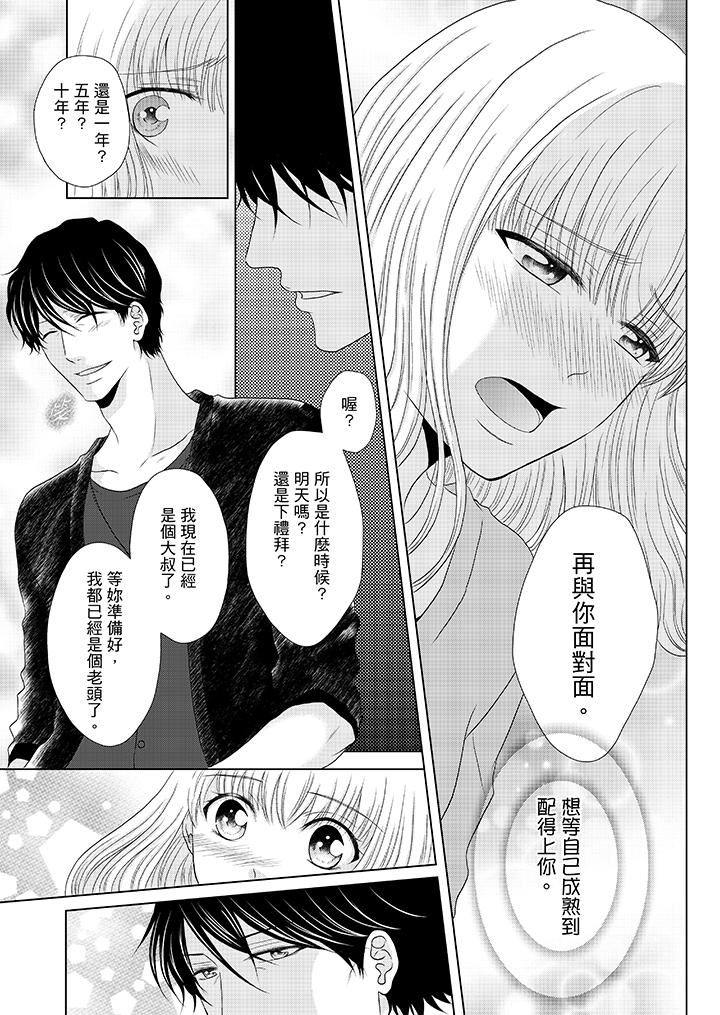 再與你面對面。
想等自己成熟到
配得上你。
喔？
所以是什麼時候？
明天嗎？
還是下禮拜？
還是一年？
五年？
十年？
我現在已經
是個大叔了。
等妳準備好，
我都已經是個老頭了。